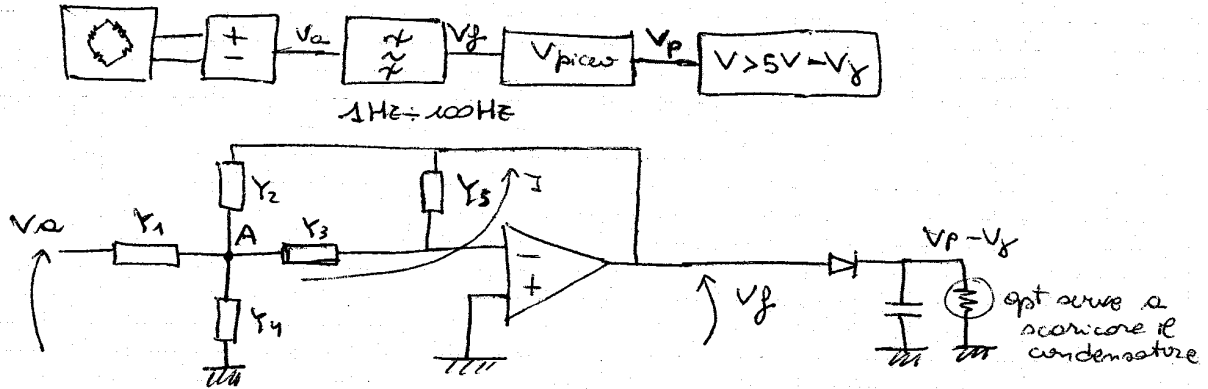 +
-
Va
Vf
Vpicco
Vp
V>5V-Vγ
1Hz÷100Hz
Y2
Y5
I
Va
Y1
A
Y3
-
+
Y4
Vf
Vp-Vγ
opt serve a
scaricare il
condensatore